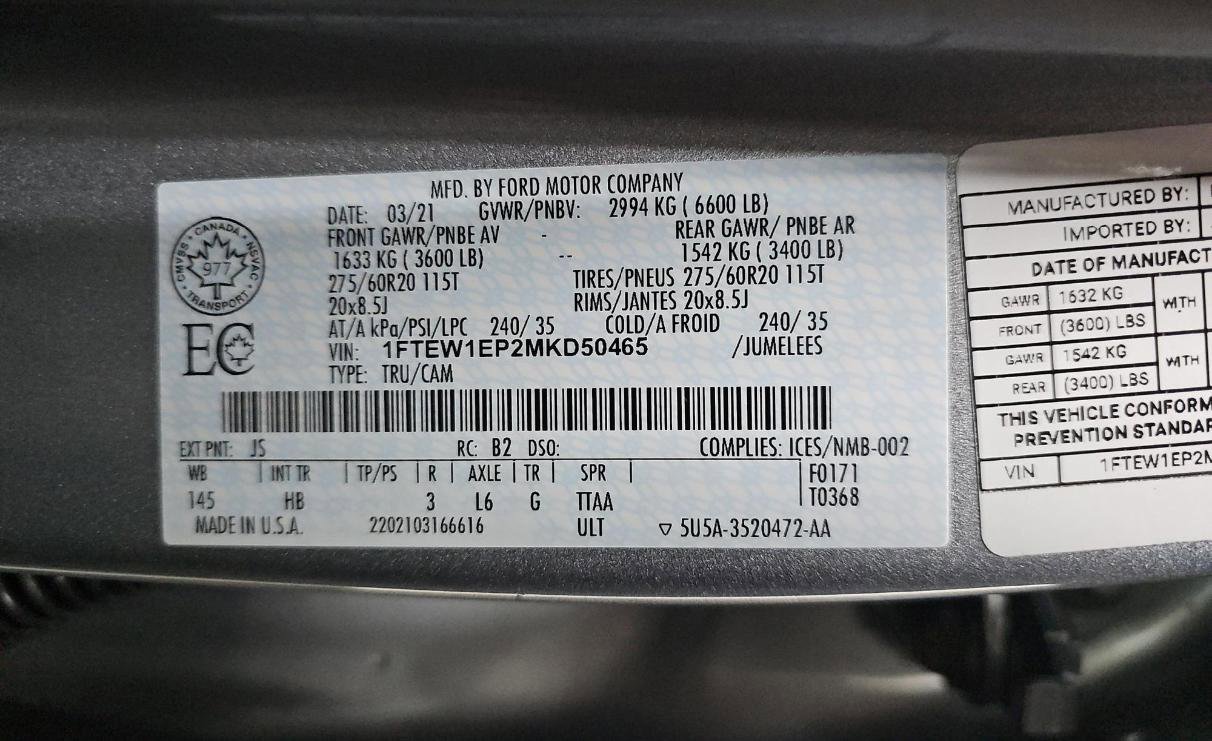 MFD. BY FORD MOTOR COMPANY
DATE: 03/21 GVWR/PNBV: 2994 KG ( 6600 LB)
FRONT GAWR/PNBE AV - REAR GAWR/ PNBE AR
1633 KG ( 3600 LB) -- 1542 KG ( 3400 LB)
275/60R20 115T TIRES/PNEUS 275/60R20 115T
20x8.5J RIMS/JANTES 20x8.5J
AT/A kPa/PSI/LPC 240/ 35 COLD/A FROID 240/ 35
VIN: 1FTEW1EP2MKD50465 /JUMELEES
TYPE: TRU/CAM
CANADA
CMVSS 977 NSVAC
TRANSPORT
EC
EXT PNT: JS RC: B2 DSO: COMPLIES: ICES/NMB-002
WB | INT TR | TP/PS | R | AXLE | TR | SPR | F0171
145 HB 3 L6 G TTAA T0368
MADE IN U.S.A. 2202103166616 ULT ▽ 5U5A-3520472-AA
MANUFACTURED BY:
IMPORTED BY:
DATE OF MANUFACT
GAWR 1632 KG WITH
FRONT (3600) LBS
GAWR 1542 KG WITH
REAR (3400) LBS
THIS VEHICLE CONFORM
PREVENTION STANDAR
VIN 1FTEW1EP2M